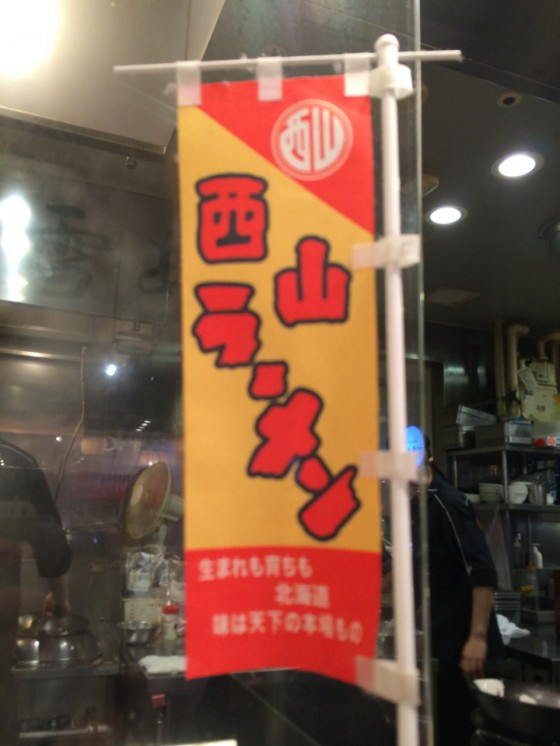 西山
西山
ラーメン
生まれも育ちも
北海道
味は天下の本場もの